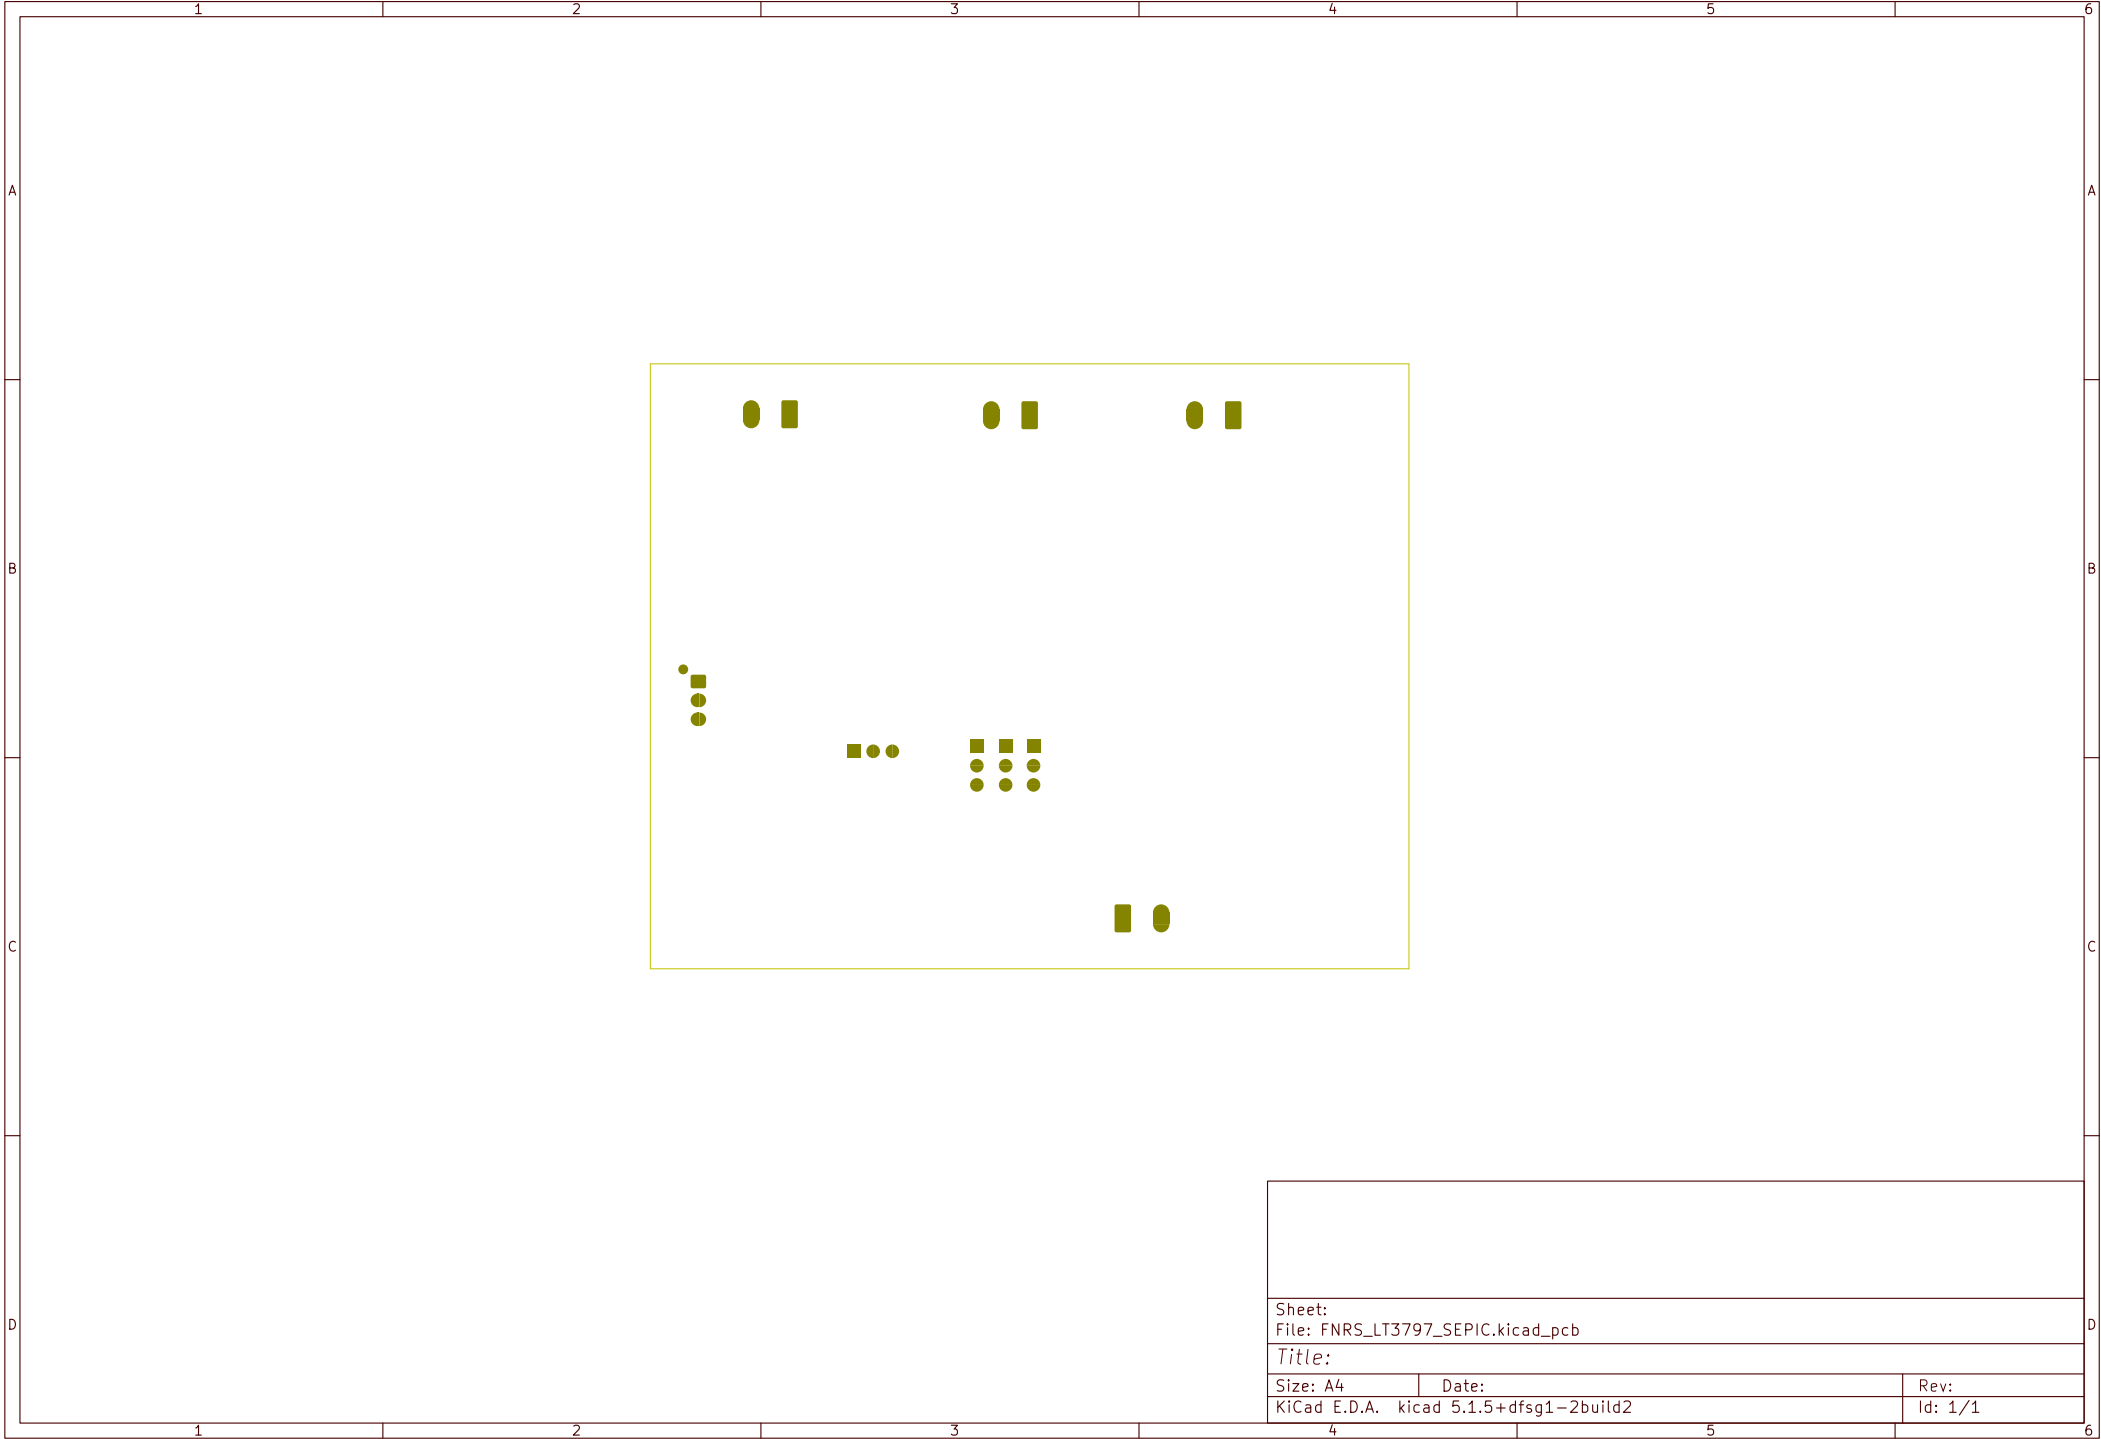 1 2 3 4 5 6
A A
B B
C C
Sheet:
File: FNRS_LT3797_SEPIC.kicad_pcb
D D
Title:
Size: A4 Date: Rev:
KiCad E.D.A. kicad 5.1.5+dfsg1-2build2 Id: 1/1
1 2 3 4 5 6